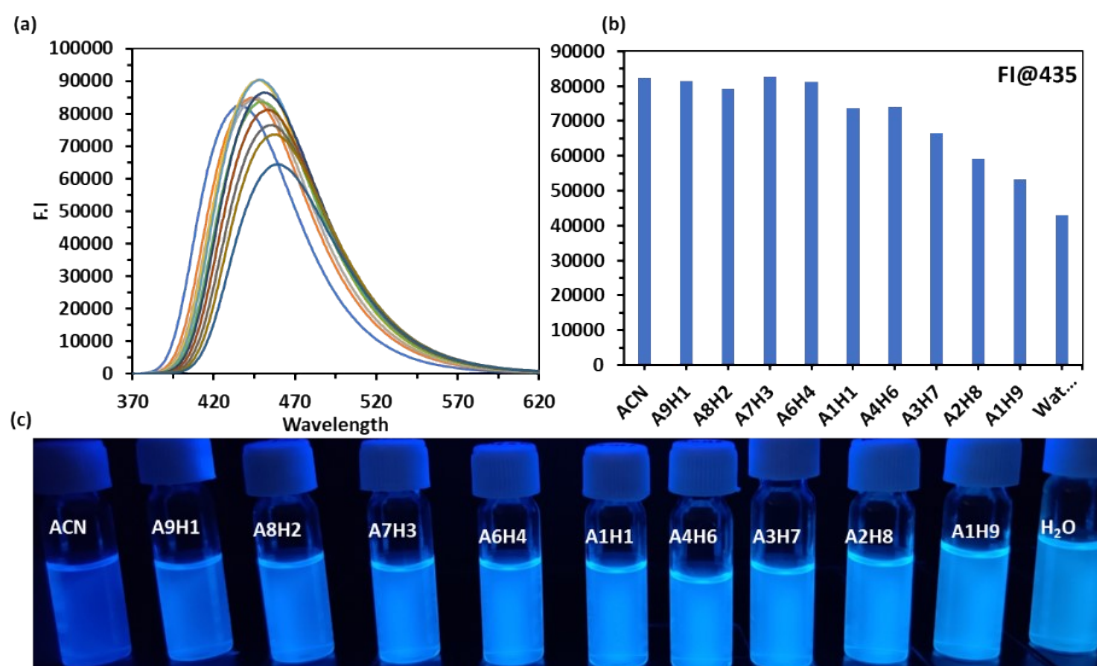 (a)
100000
90000
80000
70000
60000
50000
40000
30000
20000
10000
0
F.I
370 420 470 520 570 620
Wavelength
(b)
90000
80000
70000
60000
50000
40000
30000
20000
10000
0
FI@435
ACN A9H1 A8H2 A7H3 A6H4 A1H1 A4H6 A3H7 A2H8 A1H9 Wat...
(c)
ACN A9H1 A8H2 A7H3 A6H4 A1H1 A4H6 A3H7 A2H8 A1H9 H₂O